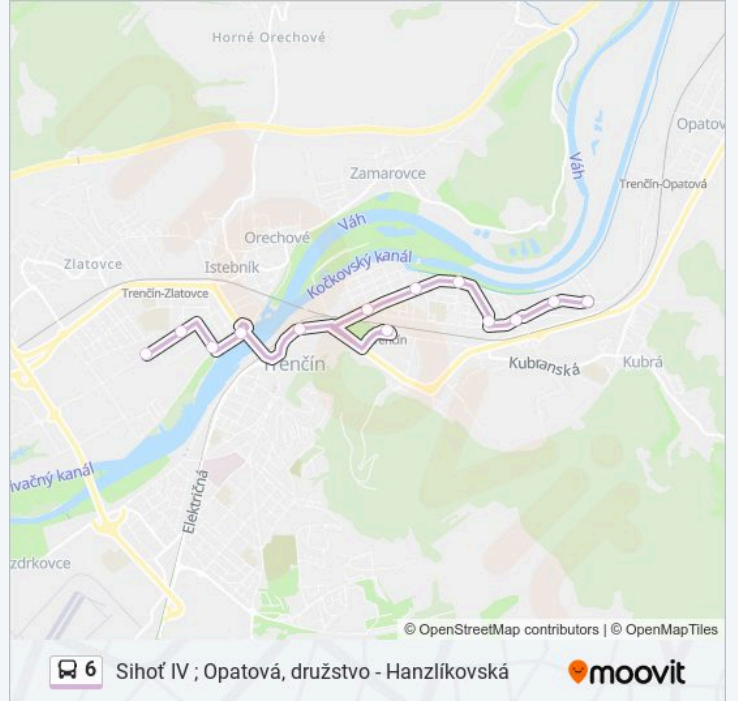 Horné Orechové
Opatov
Zamarovce
Váh
Trenčín-Opatová
Váh
Orechové
Kočkovský kanál
Zlatovce
Istebník
Trenčín-Zlatovce
Trenčín
Kubranská
Kubrá
ivačný kanál
Električná
zdrkovce
© OpenStreetMap contributors | © OpenMapTiles
6 Sihoť IV ; Opatová, družstvo - Hanzlíkovská
moovit